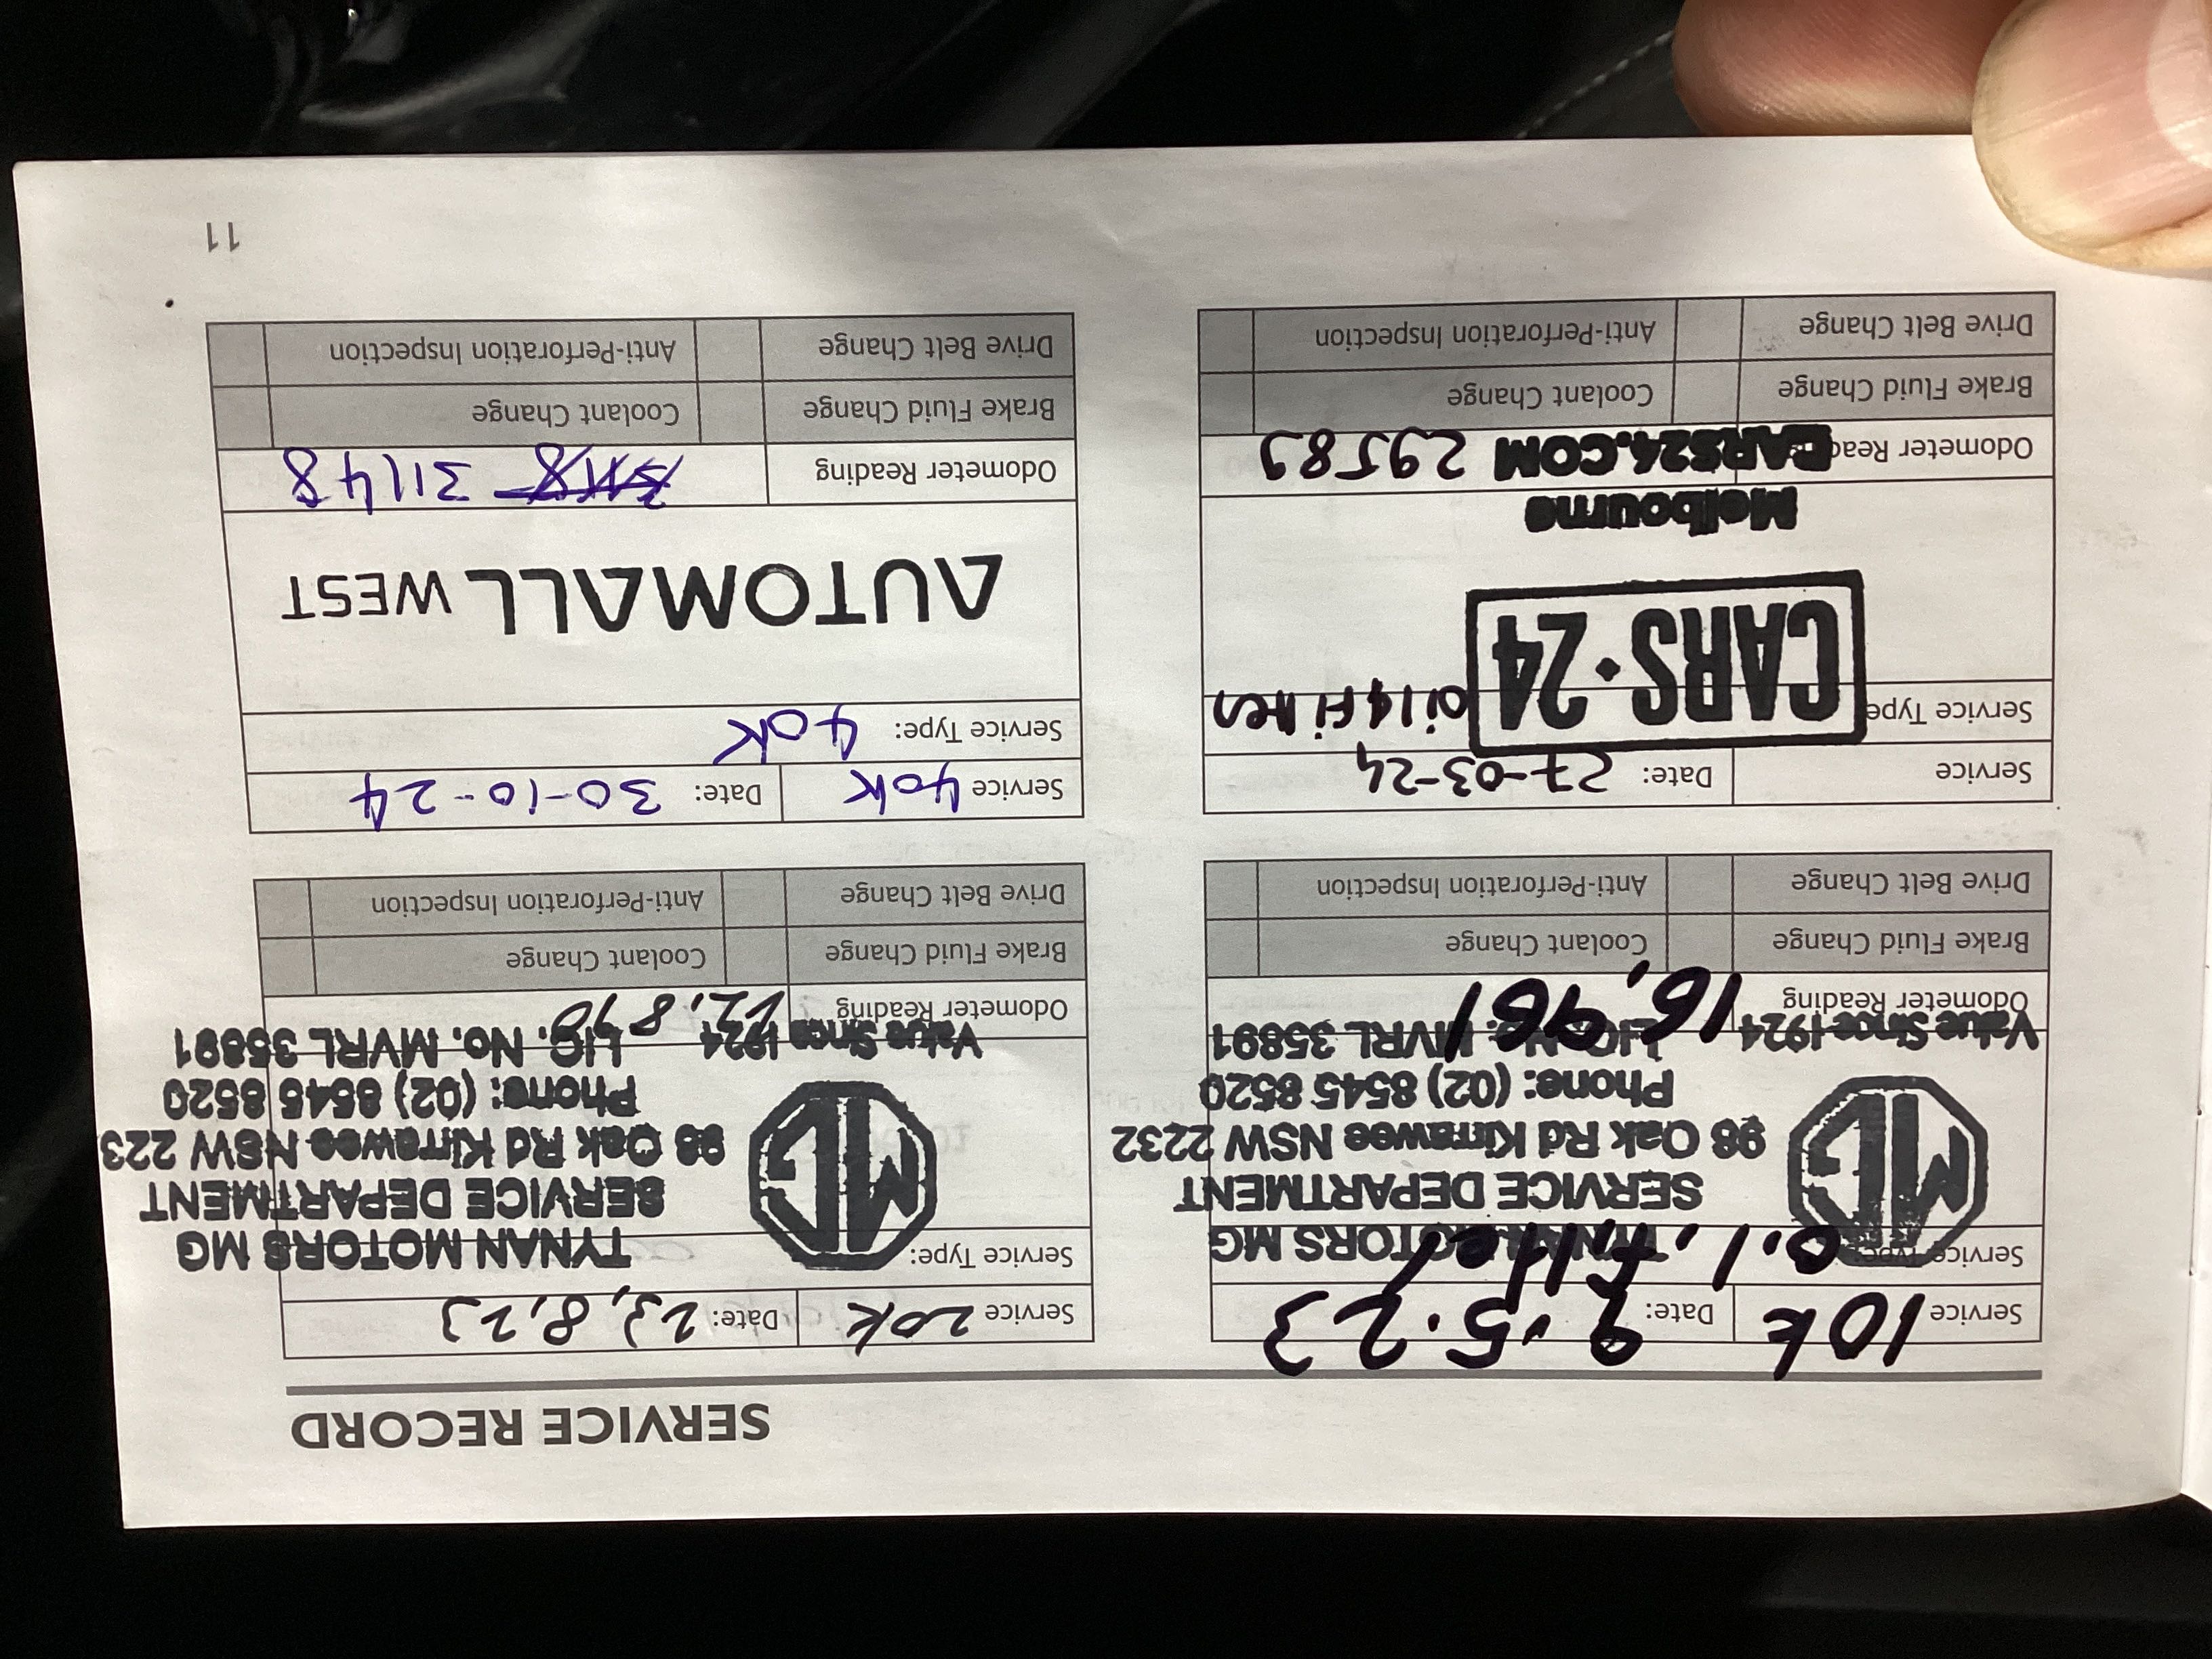 SERVICE RECORD
Service 10k Date: 9.5.23
Service Type: Oil, Filter
MG
TYNAN MOTORS MG
SERVICE DEPARTMENT
98 Oak Rd Kirrawee NSW 2232
Phone: (02) 8545 8520
Value Since 1924 LIC. No. MVRL 35891
Odometer Reading 16,961
Brake Fluid Change Coolant Change
Drive Belt Change Anti-Perforation Inspection
Service 20k Date: 23,8,23
Service Type:
MG
TYNAN MOTORS MG
SERVICE DEPARTMENT
98 Oak Rd Kirrawee NSW 223
Phone: (02) 8545 8520
Value Since 1924 LIC. No. MVRL 35891
Odometer Reading 22,870
Brake Fluid Change Coolant Change
Drive Belt Change Anti-Perforation Inspection
Service Date: 27-03-24
Service Type oil & Filter
CARS·24
Melbourne
Odometer Read CARS24.COM 29589
Brake Fluid Change Coolant Change
Drive Belt Change Anti-Perforation Inspection
Service 40K Date: 30-10-24
Service Type: 40K
AUTOMALL WEST
Odometer Reading 31148
Brake Fluid Change Coolant Change
Drive Belt Change Anti-Perforation Inspection
11